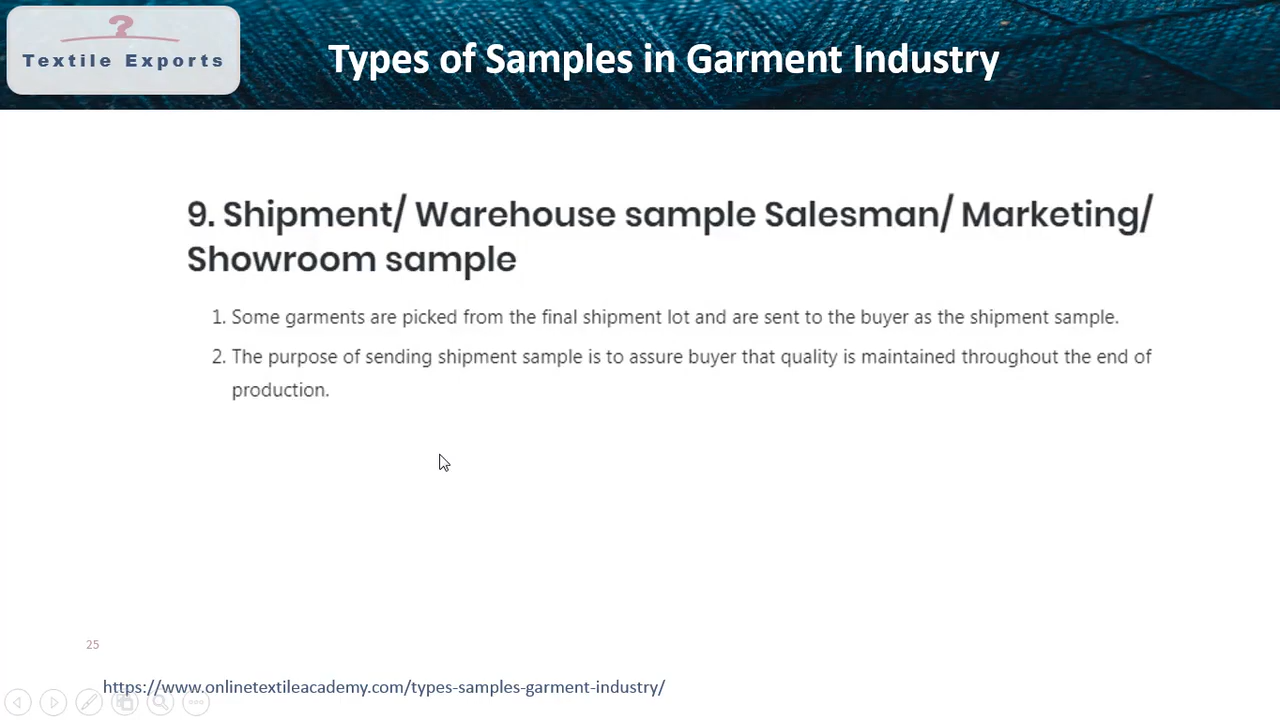 ?
Textile Exports
Types of Samples in Garment Industry
9. Shipment/ Warehouse sample Salesman/ Marketing/
Showroom sample
1. Some garments are picked from the final shipment lot and are sent to the buyer as the shipment sample.
2. The purpose of sending shipment sample is to assure buyer that quality is maintained throughout the end of
production.
25
https://www.onlinetextileacademy.com/types-samples-garment-industry/